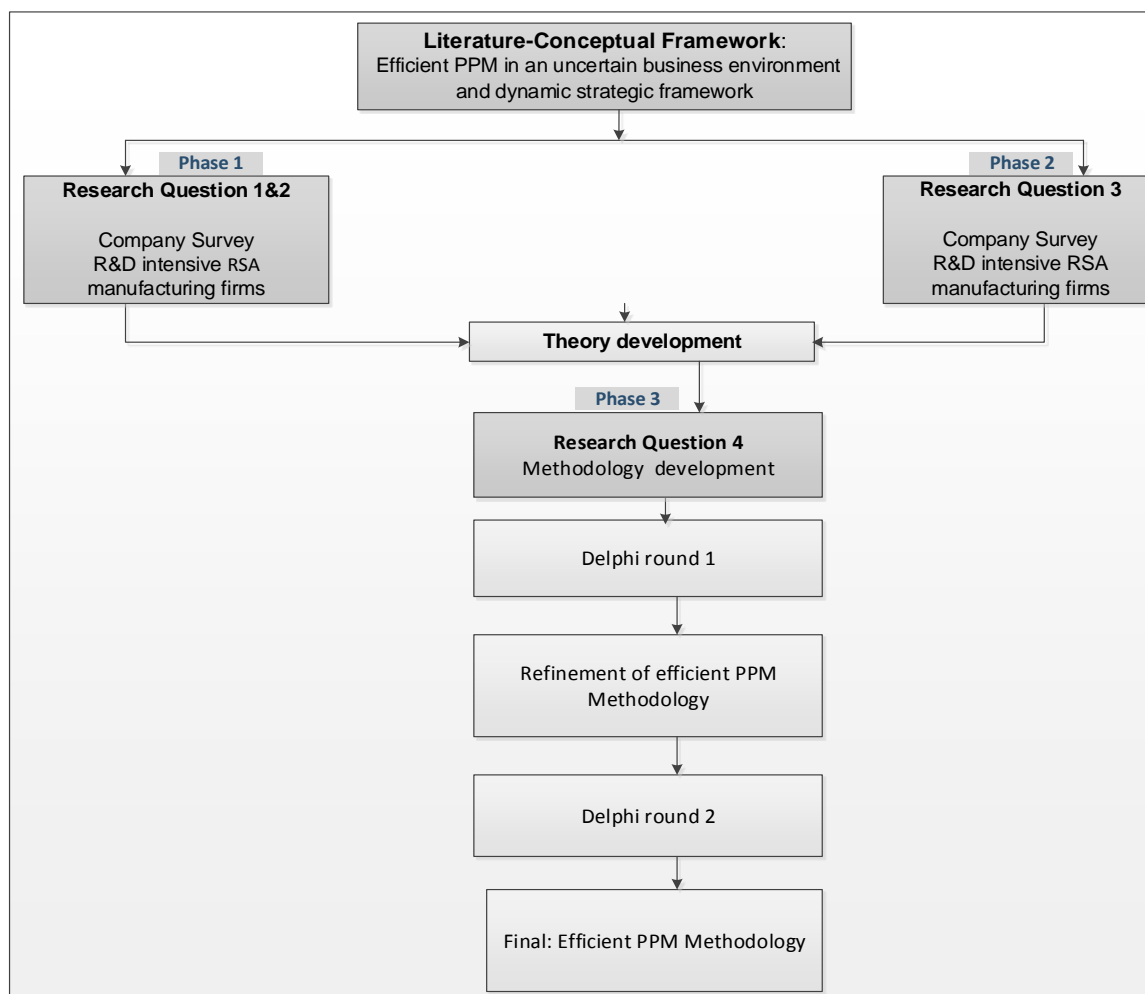 Literature-Conceptual Framework:
Efficient PPM in an uncertain business environment
and dynamic strategic framework
Phase 1
Research Question 1&2
Company Survey
R&D intensive RSA
manufacturing firms
Phase 2
Research Question 3
Company Survey
R&D intensive RSA
manufacturing firms
Theory development
Phase 3
Research Question 4
Methodology development
Delphi round 1
Refinement of efficient PPM
Methodology
Delphi round 2
Final: Efficient PPM Methodology